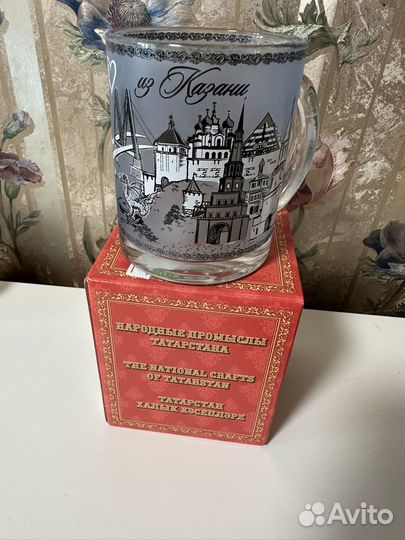 из Казани
НАРОДНЫЕ ПРОМЫСЛЫ
ТАТАРСТАНА
THE NATIONAL CRAFTS
OF TATARSTAN
ТАТАРСТАН
ХАЛЫК КӘСЕПЛӘРЕ
Avito